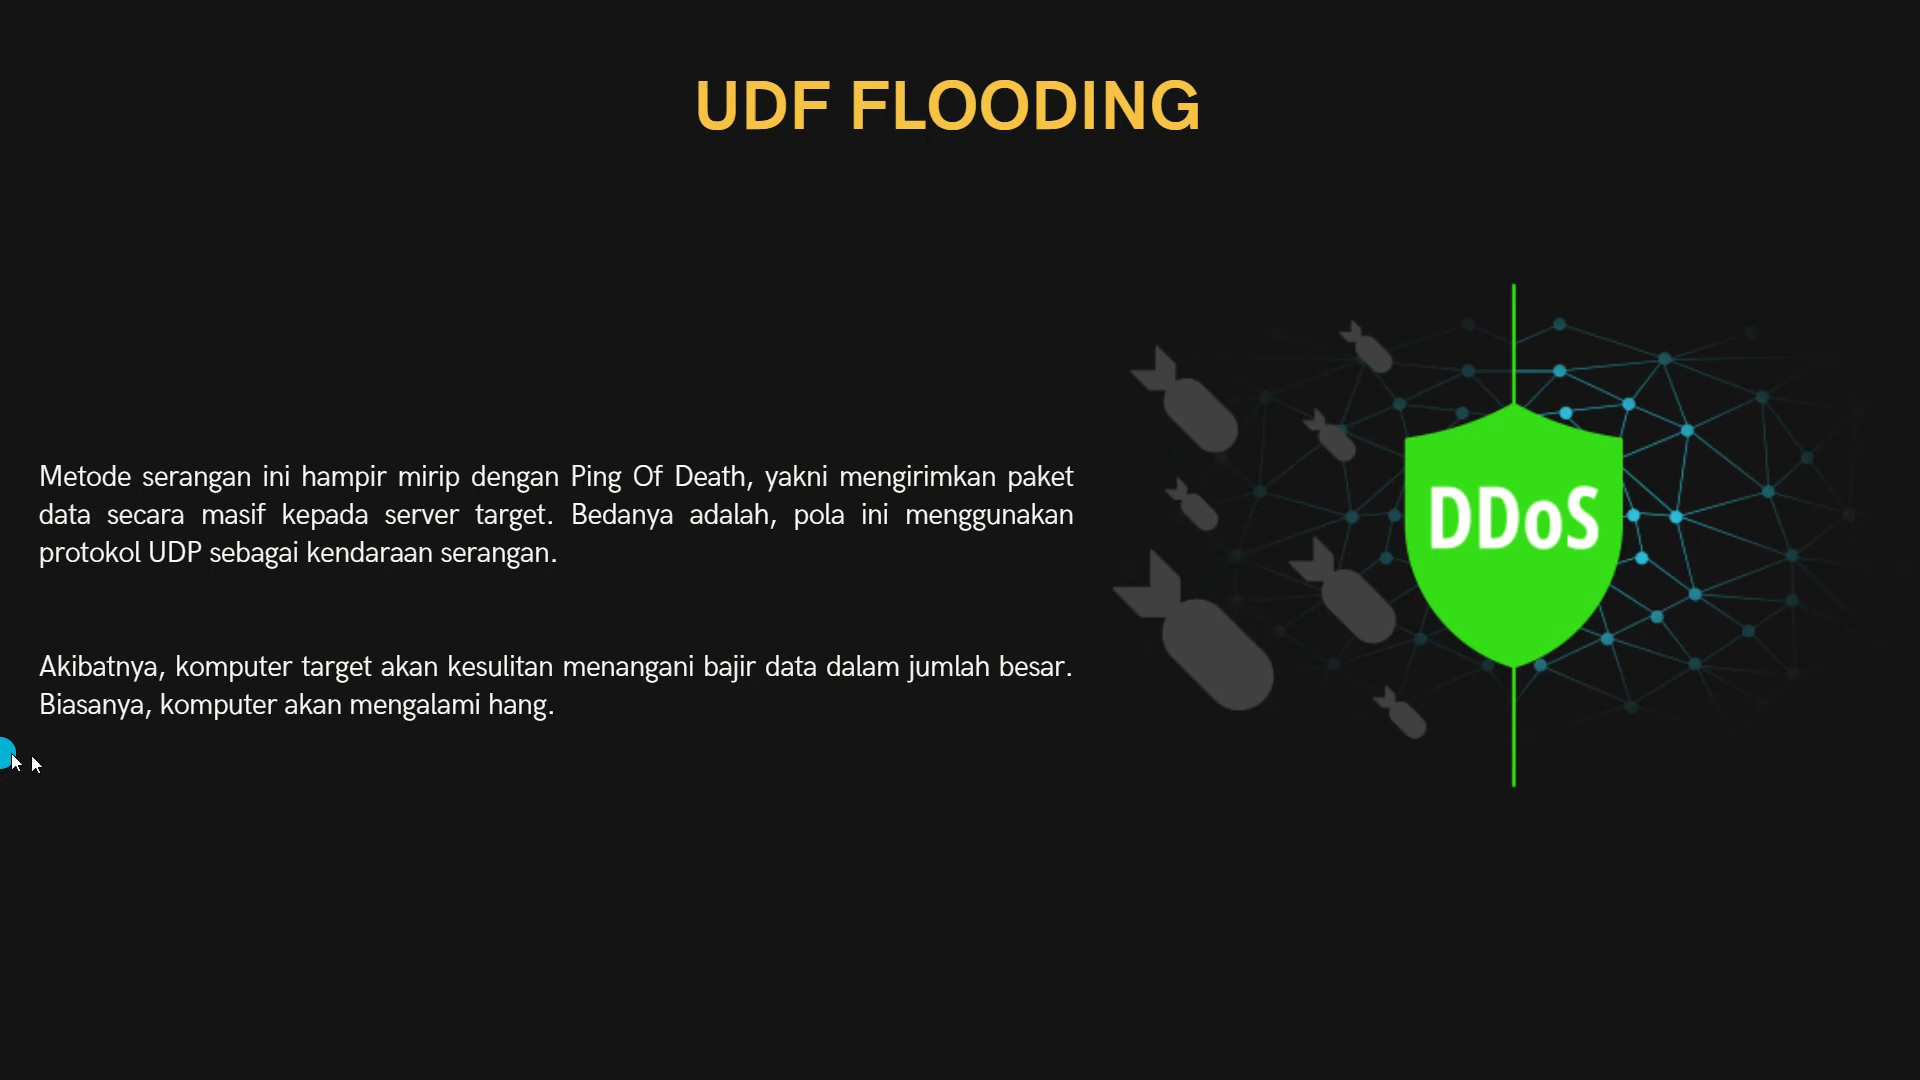 UDF FLOODING
Metode serangan ini hampir mirip dengan Ping Of Death, yakni mengirimkan paket
data secara masif kepada server target. Bedanya adalah, pola ini menggunakan
protokol UDP sebagai kendaraan serangan.
Akibatnya, komputer target akan kesulitan menangani bajir data dalam jumlah besar.
Biasanya, komputer akan mengalami hang.
DDoS